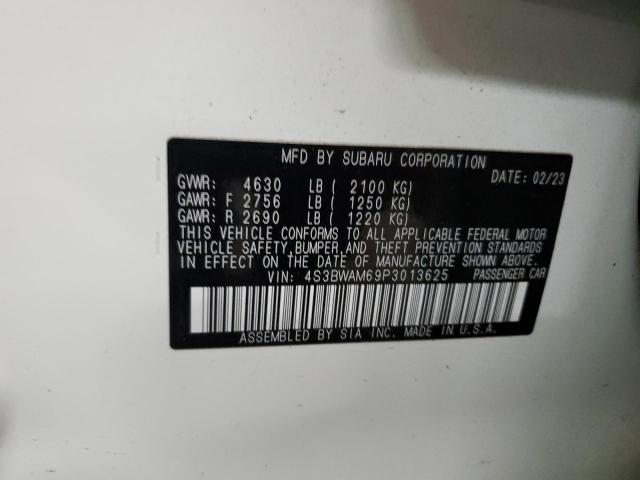 MFD BY SUBARU CORPORATION
DATE: 02/23
GVWR: 4630 LB ( 2100 KG)
GAWR: F 2756 LB ( 1250 KG)
GAWR: R 2690 LB ( 1220 KG)
THIS VEHICLE CONFORMS TO ALL APPLICABLE FEDERAL MOTOR
VEHICLE SAFETY,BUMPER,AND THEFT PREVENTION STANDARDS
IN EFFECT ON THE DATE OF MANUFACTURE SHOWN ABOVE.
VIN: 4S3BWAM69P3013625 PASSENGER CAR
ASSEMBLED BY SIA INC. MADE IN U.S.A.